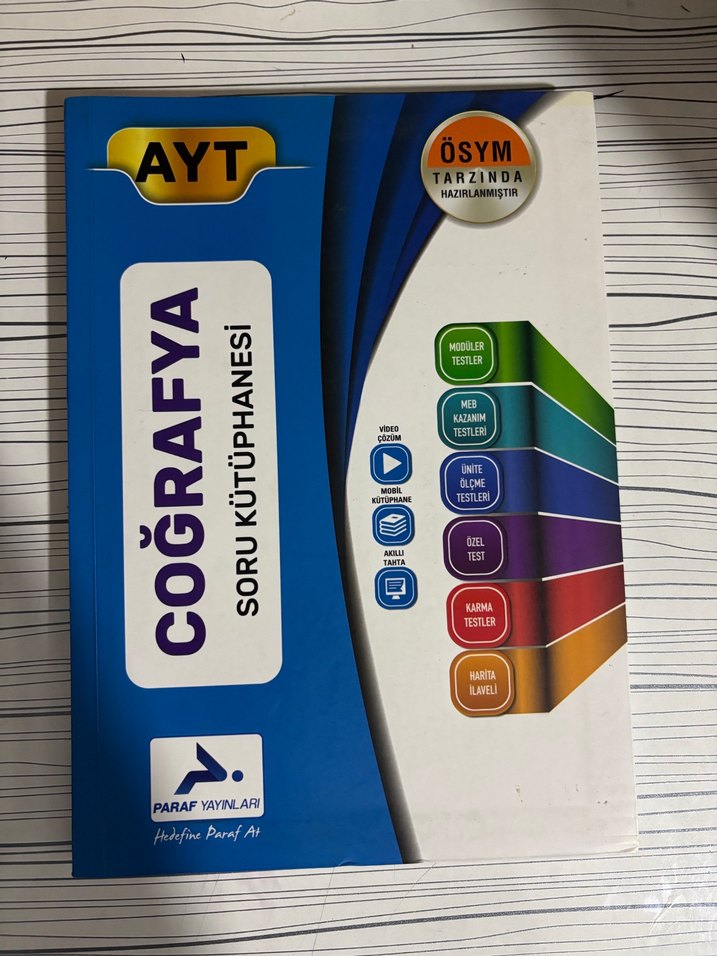 AYT
ÖSYM
TARZINDA
HAZIRLANMIŞTIR
COĞRAFYA
SORU KÜTÜPHANESİ
VİDEO
ÇÖZÜM
MOBİL
KÜTÜPHANE
AKILLI
TAHTA
MODÜLER
TESTLER
MEB
KAZANIM
TESTLERİ
ÜNİTE
ÖLÇME
TESTLERİ
ÖZEL
TEST
KARMA
TESTLER
HARİTA
İLAVELİ
PARAF YAYINLARI
Hedefine Paraf At